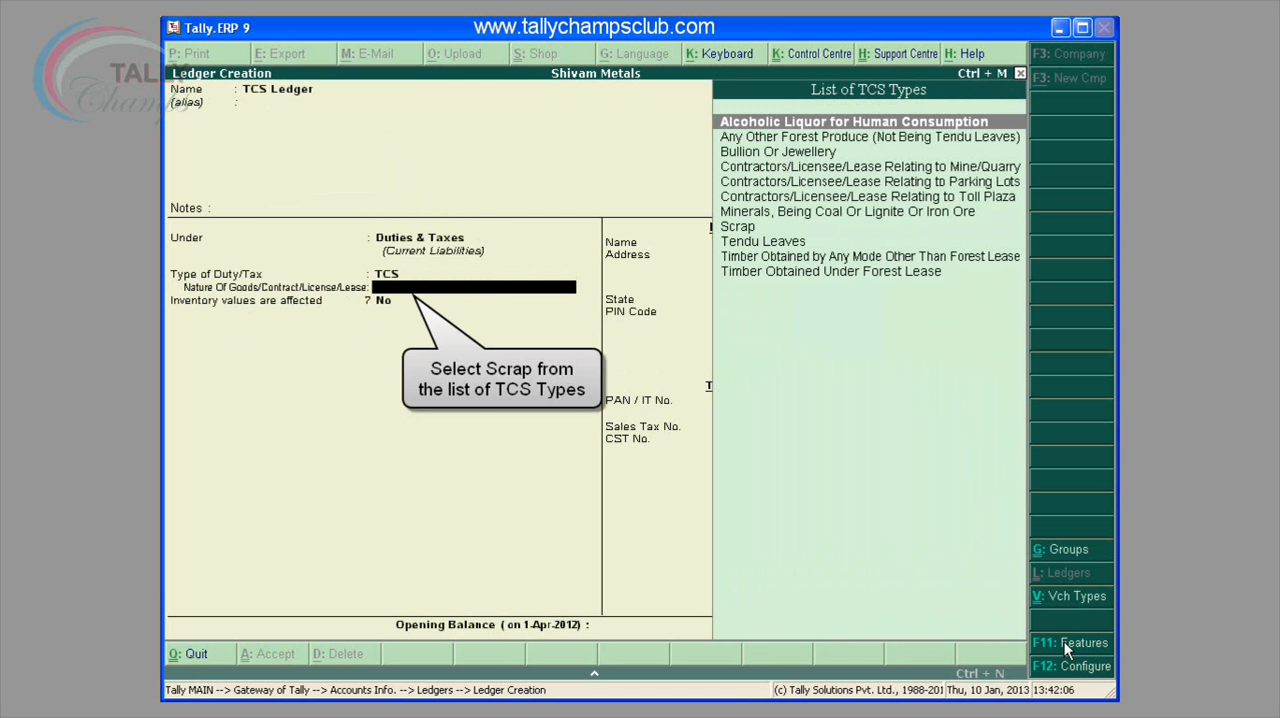 www.tallychampsclub.com
Tally.ERP 9
P: Print
E: Export
M: E-Mail
O: Upload
S: Shop
G: Language
K: Keyboard
K: Control Centre
H: Support Centre
H: Help
F3: Company
F3: New Cmp
TALLY
Champs
Ledger Creation
Shivam Metals
Ctrl + M
Name : TCS Ledger
(alias) :
Notes :
Under : Duties & Taxes
(Current Liabilities)
Type of Duty/Tax : TCS
Nature Of Goods/Contract/License/Lease:
Inventory values are affected ? No
Name
Address
State
PIN Code
PAN / IT No.
Sales Tax No.
CST No.
Select Scrap from
the list of TCS Types
List of TCS Types
Alcoholic Liquor for Human Consumption
Any Other Forest Produce (Not Being Tendu Leaves)
Bullion Or Jewellery
Contractors/Licensee/Lease Relating to Mine/Quarry
Contractors/Licensee/Lease Relating to Parking Lots
Contractors/Licensee/Lease Relating to Toll Plaza
Minerals, Being Coal Or Lignite Or Iron Ore
Scrap
Tendu Leaves
Timber Obtained by Any Mode Other Than Forest Lease
Timber Obtained Under Forest Lease
G: Groups
L: Ledgers
V: Vch Types
F11: Features
F12: Configure
Opening Balance ( on 1-Apr-2012) :
Q: Quit
A: Accept
D: Delete
Ctrl + N
Tally MAIN --> Gateway of Tally --> Accounts Info. --> Ledgers --> Ledger Creation
(c) Tally Solutions Pvt. Ltd., 1988-201
Thu, 10 Jan, 2013
13:42:06